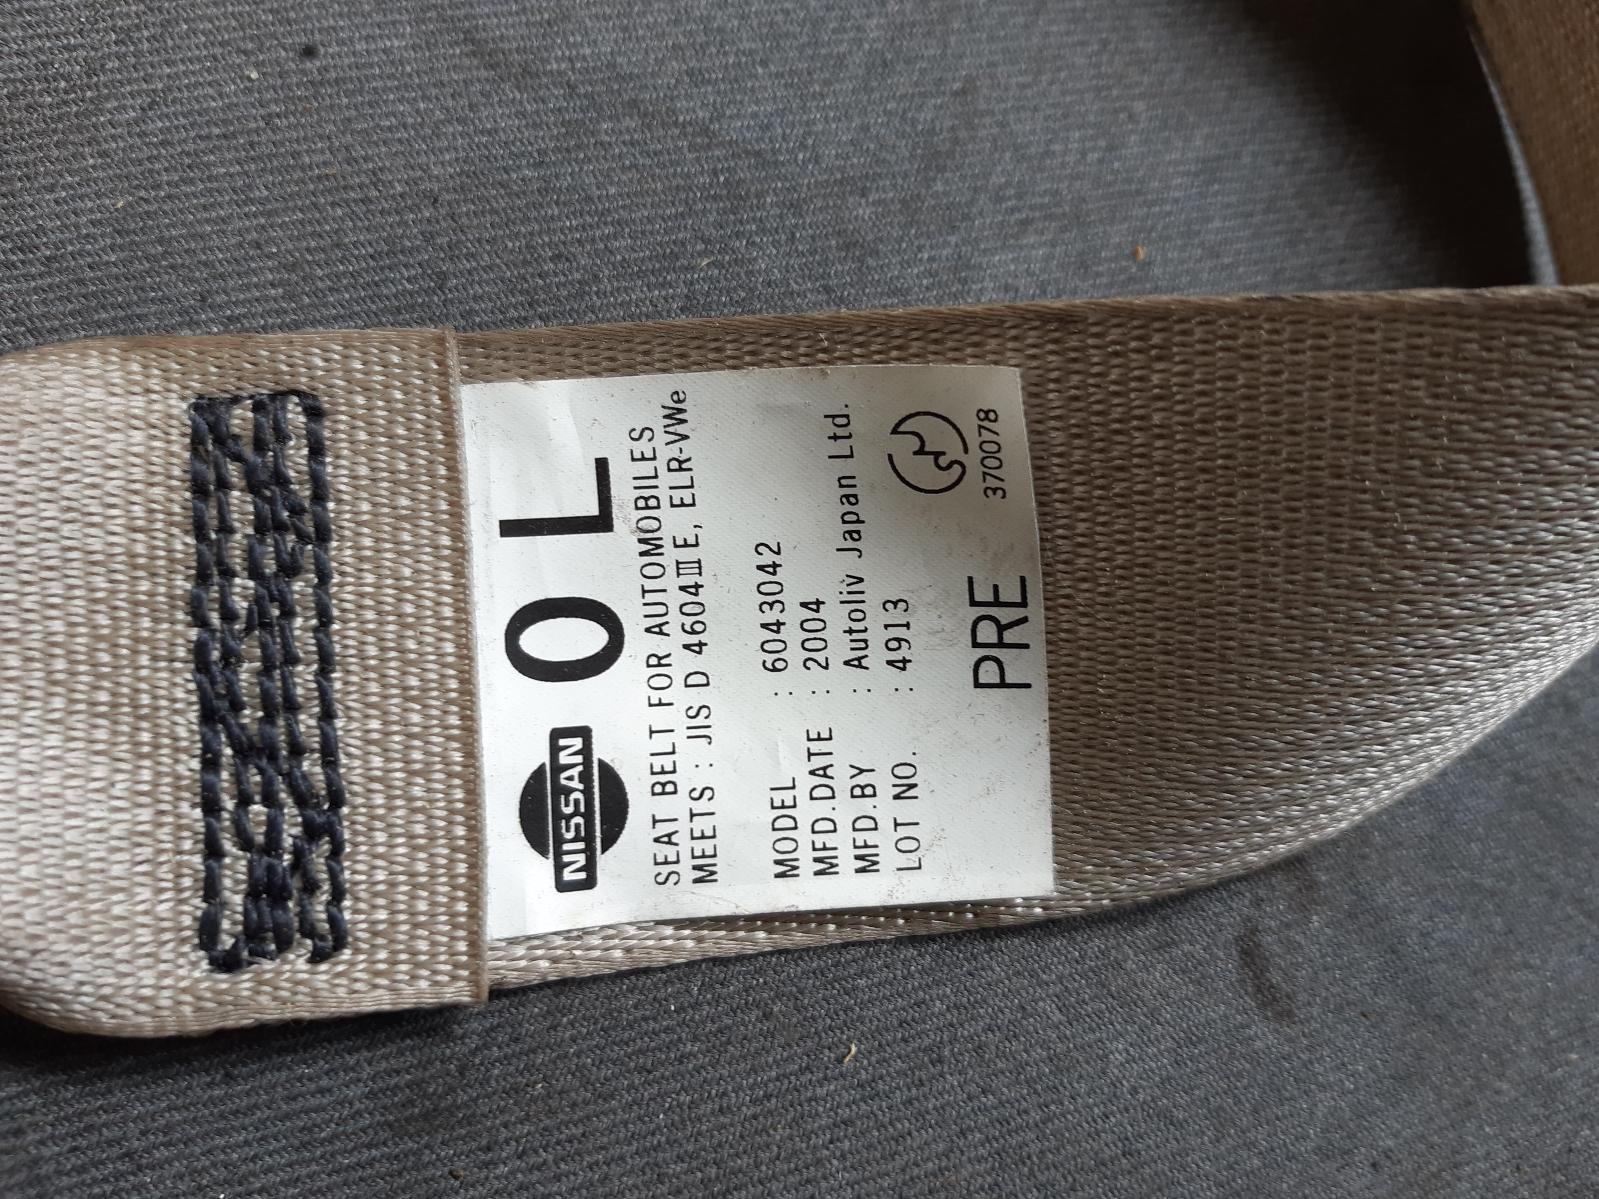 NISSAN 0 L
SEAT BELT FOR AUTOMOBILES
MEETS : JIS D 4604ⅢE, ELR-VWe
MODEL : 6043042
MFD.DATE : 2004
MFD.BY : Autoliv Japan Ltd.
LOT NO. : 4913
PRE 370078